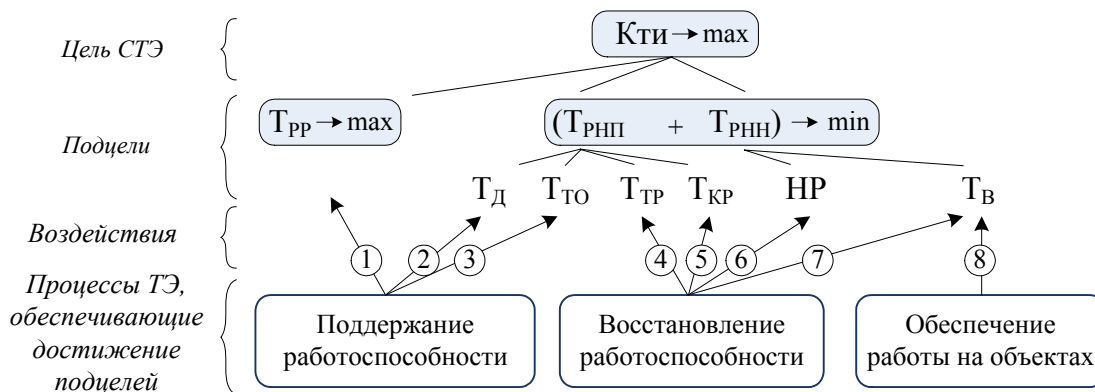 Цель СТЭ
Кти → max
Подцели
T_РР → max
(T_РНП + T_РНН) → min
T_Д T_ТО T_ТР T_КР НР T_В
Воздействия
1 2 3 4 5 6 7 8
Процессы ТЭ,
обеспечивающие
достижение
подцелей
Поддержание
работоспособности
Восстановление
работоспособности
Обеспечение
работы на объектах